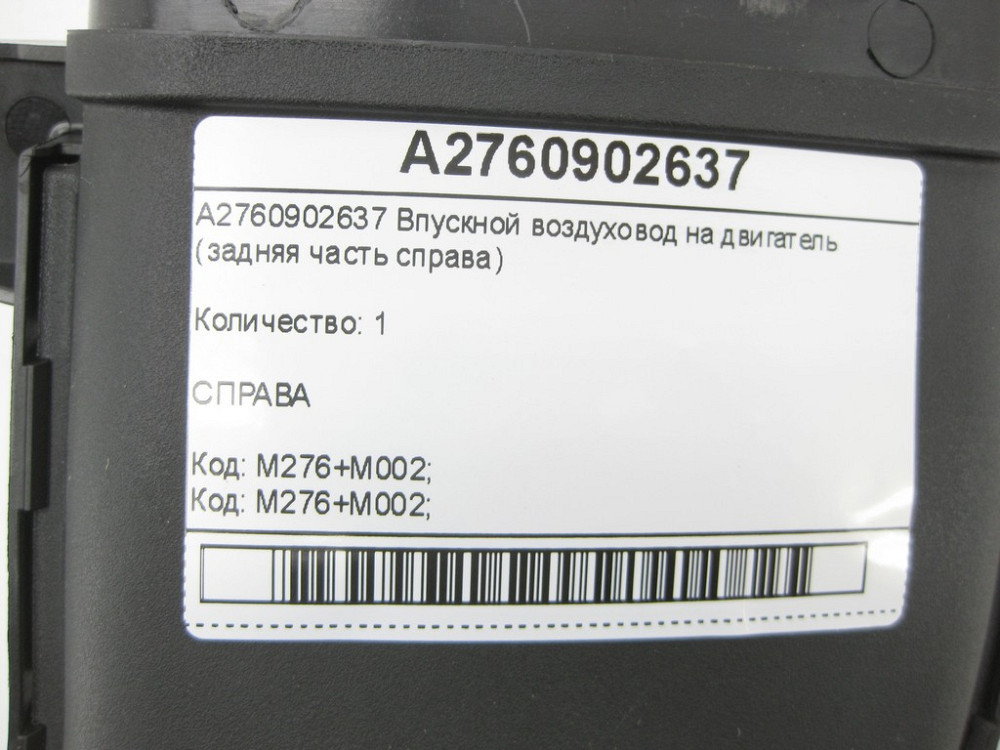 A2760902637
A2760902637 Впускной воздуховод на двигатель
(задняя часть справа)
Количество: 1
СПРАВА
Код: M276+M002;
Код: M276+M002;